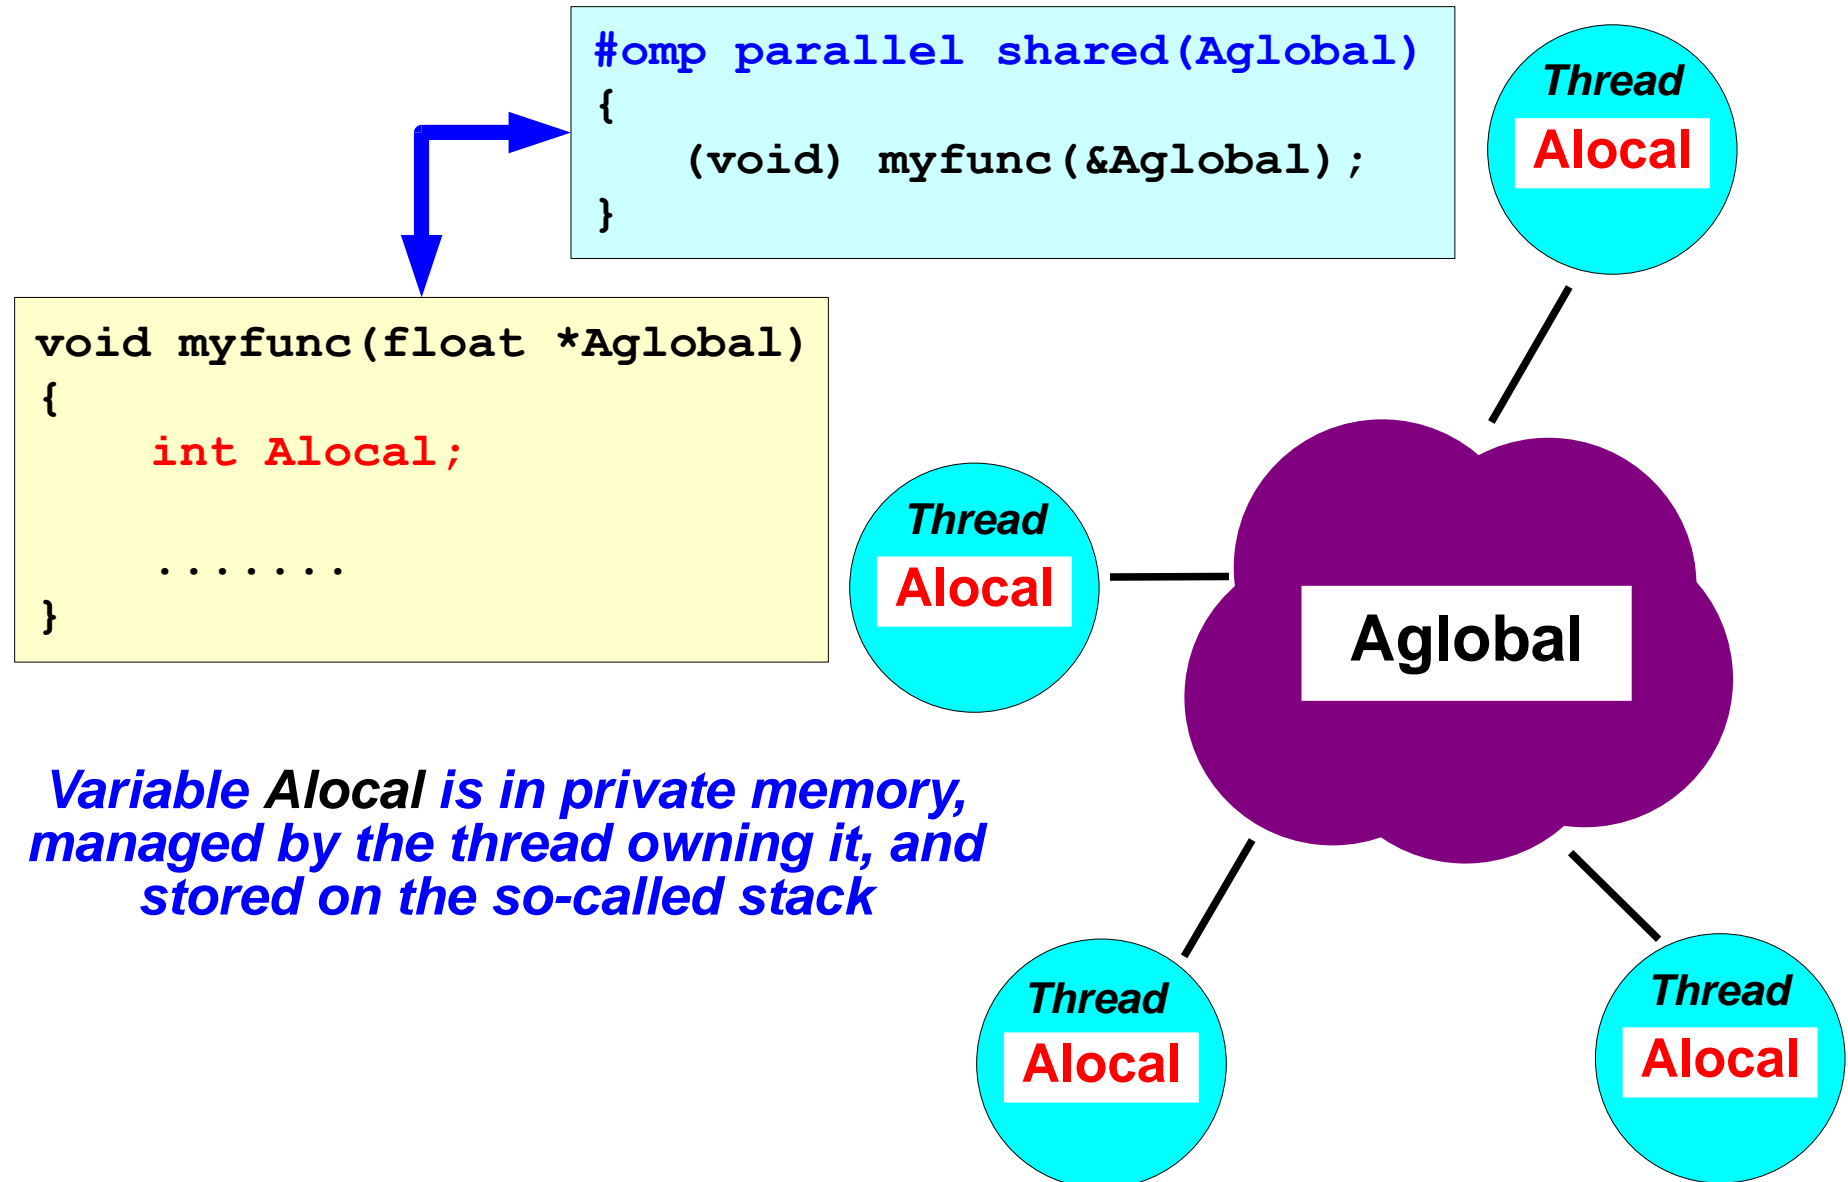 #omp parallel shared(Aglobal)
{
(void) myfunc(&Aglobal);
}
void myfunc(float *Aglobal)
{
int Alocal;
.......
}
Variable Alocal is in private memory,
managed by the thread owning it, and
stored on the so-called stack
Thread
Alocal
Thread
Alocal
Aglobal
Thread
Alocal
Thread
Alocal